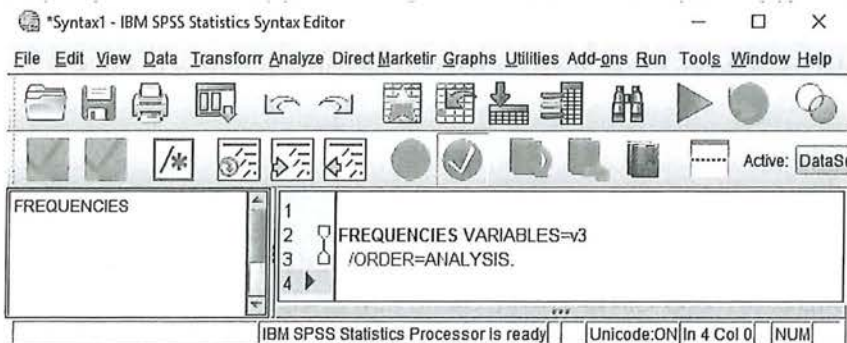 *Syntax1 - IBM SPSS Statistics Syntax Editor
File Edit View Data Transforrr Analyze Direct Marketir Graphs Utilities Add-ons Run Tools Window Help
/*
Active: DataSe
FREQUENCIES
1
2 FREQUENCIES VARIABLES=v3
3 /ORDER=ANALYSIS.
4
IBM SPSS Statistics Processor is ready Unicode:ON In 4 Col 0 NUM